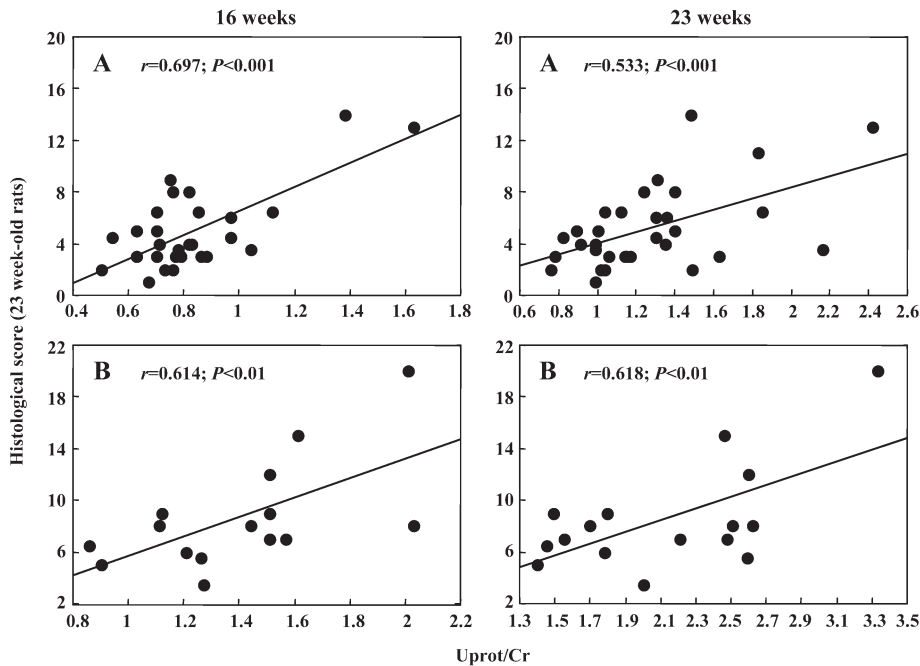 16 weeks
23 weeks
A
r=0.697; P<0.001
20
16
12
8
4
0
0.4 0.6 0.8 1 1.2 1.4 1.6 1.8
A
r=0.533; P<0.001
20
16
12
8
4
0
0.6 0.8 1 1.2 1.4 1.6 1.8 2 2.2 2.4 2.6
Histological score (23 week-old rats)
B
r=0.614; P<0.01
22
18
14
10
6
2
0.8 1 1.2 1.4 1.6 1.8 2 2.2
B
r=0.618; P<0.01
22
18
14
10
6
2
1.3 1.5 1.7 1.9 2.1 2.3 2.5 2.7 2.9 3.1 3.3 3.5
Uprot/Cr